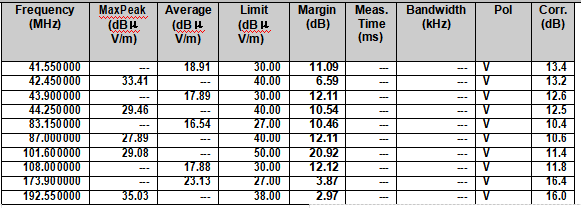 Frequency (MHz) MaxPeak (dBµ V/m) Average (dBµ V/m) Limit (dBµ V/m) Margin (dB) Meas. Time (ms) Bandwidth (kHz) Pol Corr. (dB)
41.550000 --- 18.91 30.00 11.09 --- --- V 13.4
42.450000 33.41 --- 40.00 6.59 --- --- V 13.2
43.900000 --- 17.89 30.00 12.11 --- --- V 12.6
44.250000 29.46 --- 40.00 10.54 --- --- V 12.5
83.150000 --- 16.54 27.00 10.46 --- --- V 10.4
87.000000 27.89 --- 40.00 12.11 --- --- V 10.6
101.600000 29.08 --- 50.00 20.92 --- --- V 11.4
108.000000 --- 17.88 30.00 12.12 --- --- V 11.8
173.900000 --- 23.13 27.00 3.87 --- --- V 16.4
192.550000 35.03 --- 38.00 2.97 --- --- V 16.0